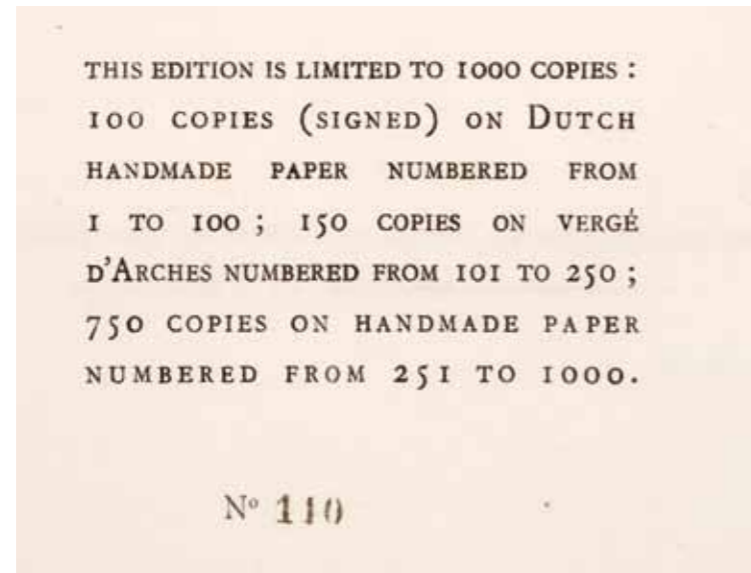 THIS EDITION IS LIMITED TO 1000 COPIES :
100 COPIES (SIGNED) ON DUTCH
HANDMADE PAPER NUMBERED FROM
1 TO 100 ; 150 COPIES ON VERGÉ
D'ARCHES NUMBERED FROM 101 TO 250 ;
750 COPIES ON HANDMADE PAPER
NUMBERED FROM 251 TO 1000.
Nº 110